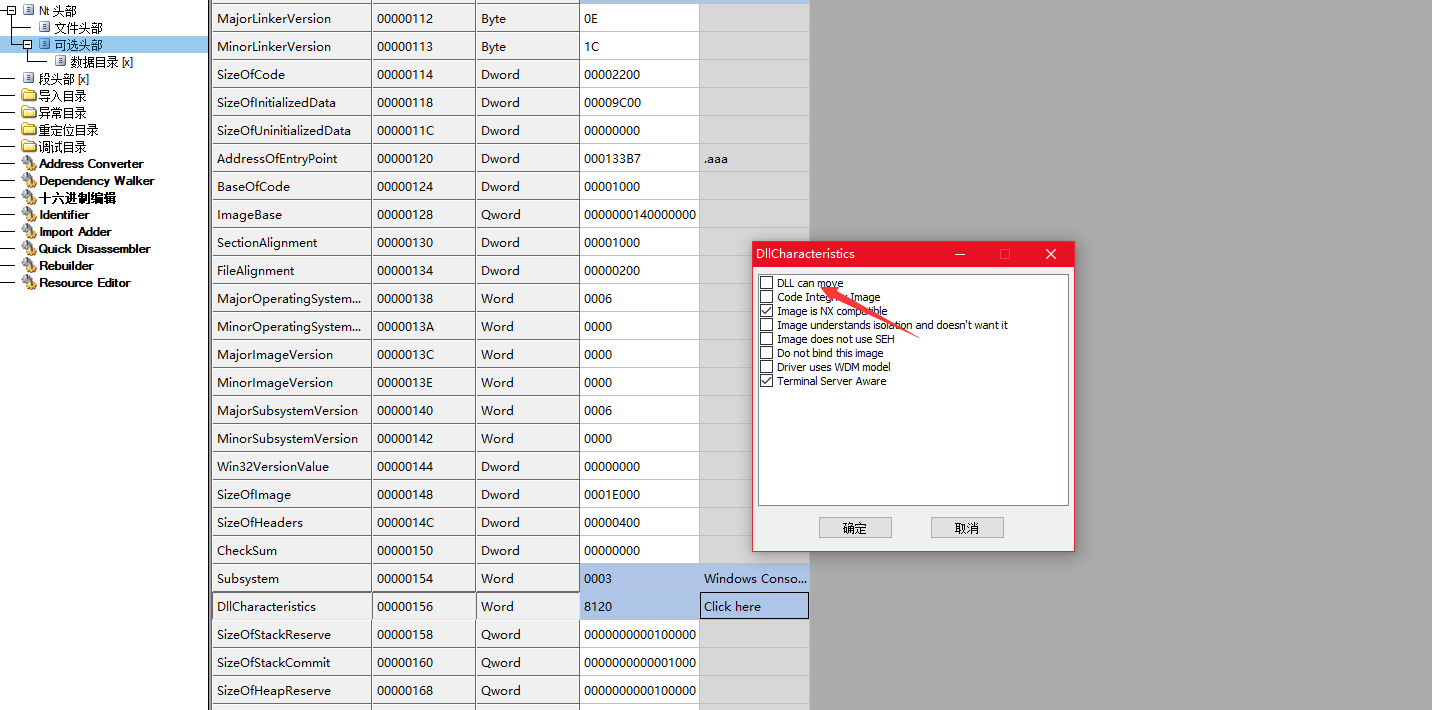 Nt 头部
文件头部
可选头部
数据目录 [x]
段头部 [x]
导入目录
异常目录
重定位目录
调试目录
Address Converter
Dependency Walker
十六进制编辑
Identifier
Import Adder
Quick Disassembler
Rebuilder
Resource Editor
MajorLinkerVersion 00000112 Byte 0E
MinorLinkerVersion 00000113 Byte 1C
SizeOfCode 00000114 Dword 00002200
SizeOfInitializedData 00000118 Dword 00009C00
SizeOfUninitializedData 0000011C Dword 00000000
AddressOfEntryPoint 00000120 Dword 000133B7 .aaa
BaseOfCode 00000124 Dword 00001000
ImageBase 00000128 Qword 0000000140000000
SectionAlignment 00000130 Dword 00001000
FileAlignment 00000134 Dword 00000200
MajorOperatingSystem... 00000138 Word 0006
MinorOperatingSystem... 0000013A Word 0000
MajorImageVersion 0000013C Word 0000
MinorImageVersion 0000013E Word 0000
MajorSubsystemVersion 00000140 Word 0006
MinorSubsystemVersion 00000142 Word 0000
Win32VersionValue 00000144 Dword 00000000
SizeOfImage 00000148 Dword 0001E000
SizeOfHeaders 0000014C Dword 00000400
CheckSum 00000150 Dword 00000000
Subsystem 00000154 Word 0003 Windows Conso...
DllCharacteristics 00000156 Word 8120 Click here
SizeOfStackReserve 00000158 Qword 0000000000100000
SizeOfStackCommit 00000160 Qword 0000000000001000
SizeOfHeapReserve 00000168 Qword 0000000000100000
DllCharacteristics
DLL can move
Code Integrity Image
Image is NX compatible
Image understands isolation and doesn't want it
Image does not use SEH
Do not bind this image
Driver uses WDM model
Terminal Server Aware
确定
取消